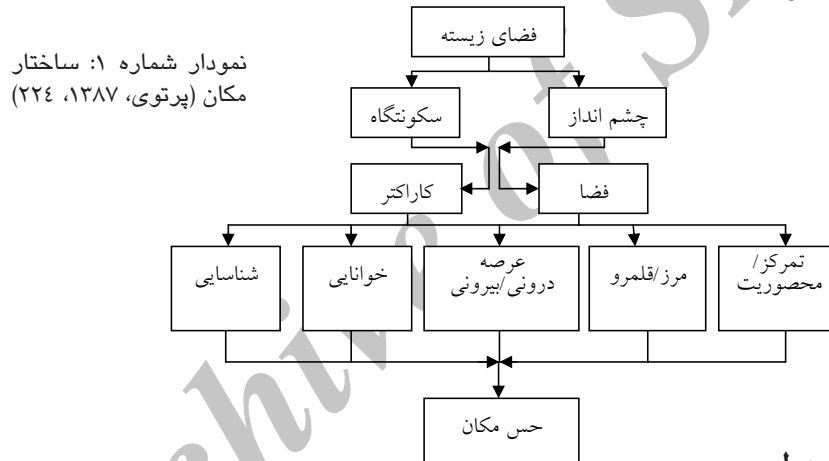 نمودار شماره ۱: ساختار
مکان (پرتوی، ۱۳۸۷، ۲۲٤)
فضای زیسته
چشم انداز
سکونتگاه
فضا
کاراکتر
تمرکز/
محصوریت
مرز/قلمرو
عرصه
درونی/بیرونی
خوانایی
شناسایی
حس مکان